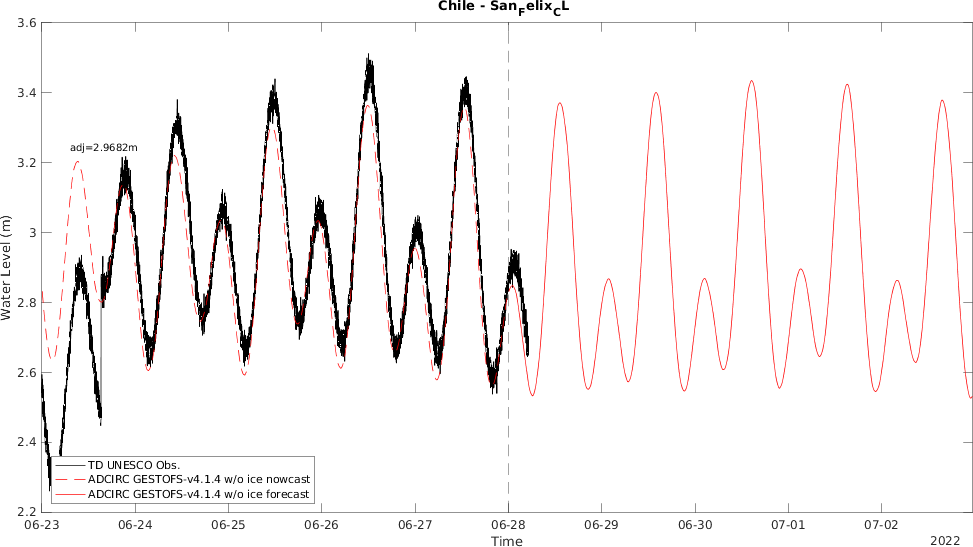 Chile - San_Felix_CL
3.6
3.4
3.2
3
2.8
2.6
2.4
2.2
Water Level (m)
adj=2.9682m
TD UNESCO Obs.
ADCIRC GESTOFS-v4.1.4 w/o ice nowcast
ADCIRC GESTOFS-v4.1.4 w/o ice forecast
06-23 06-24 06-25 06-26 06-27 06-28 06-29 06-30 07-01 07-02
Time
2022